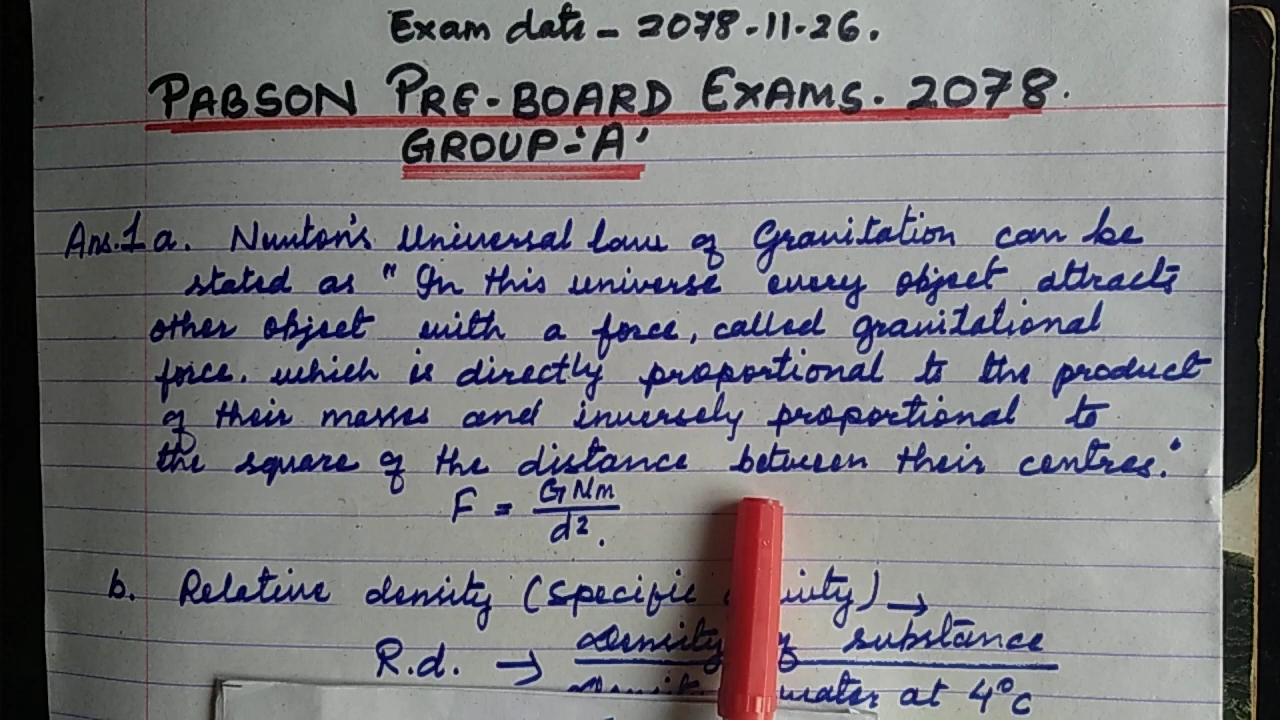 Exam date - 2078-11-26.
PABSON PRE-BOARD EXAMS. 2078.
GROUP-'A'
Ans.1 a. Newton's Universal law of Gravitation can be
stated as " In this universe every object attracts
other object with a force, called gravitational
force. which is directly proportional to the product
of their masses and inversely proportional to
the square of the distance between their centres."
F = GMm
d².
b. Relative density (specific
→
R.d. → density of substance
water at 4°c